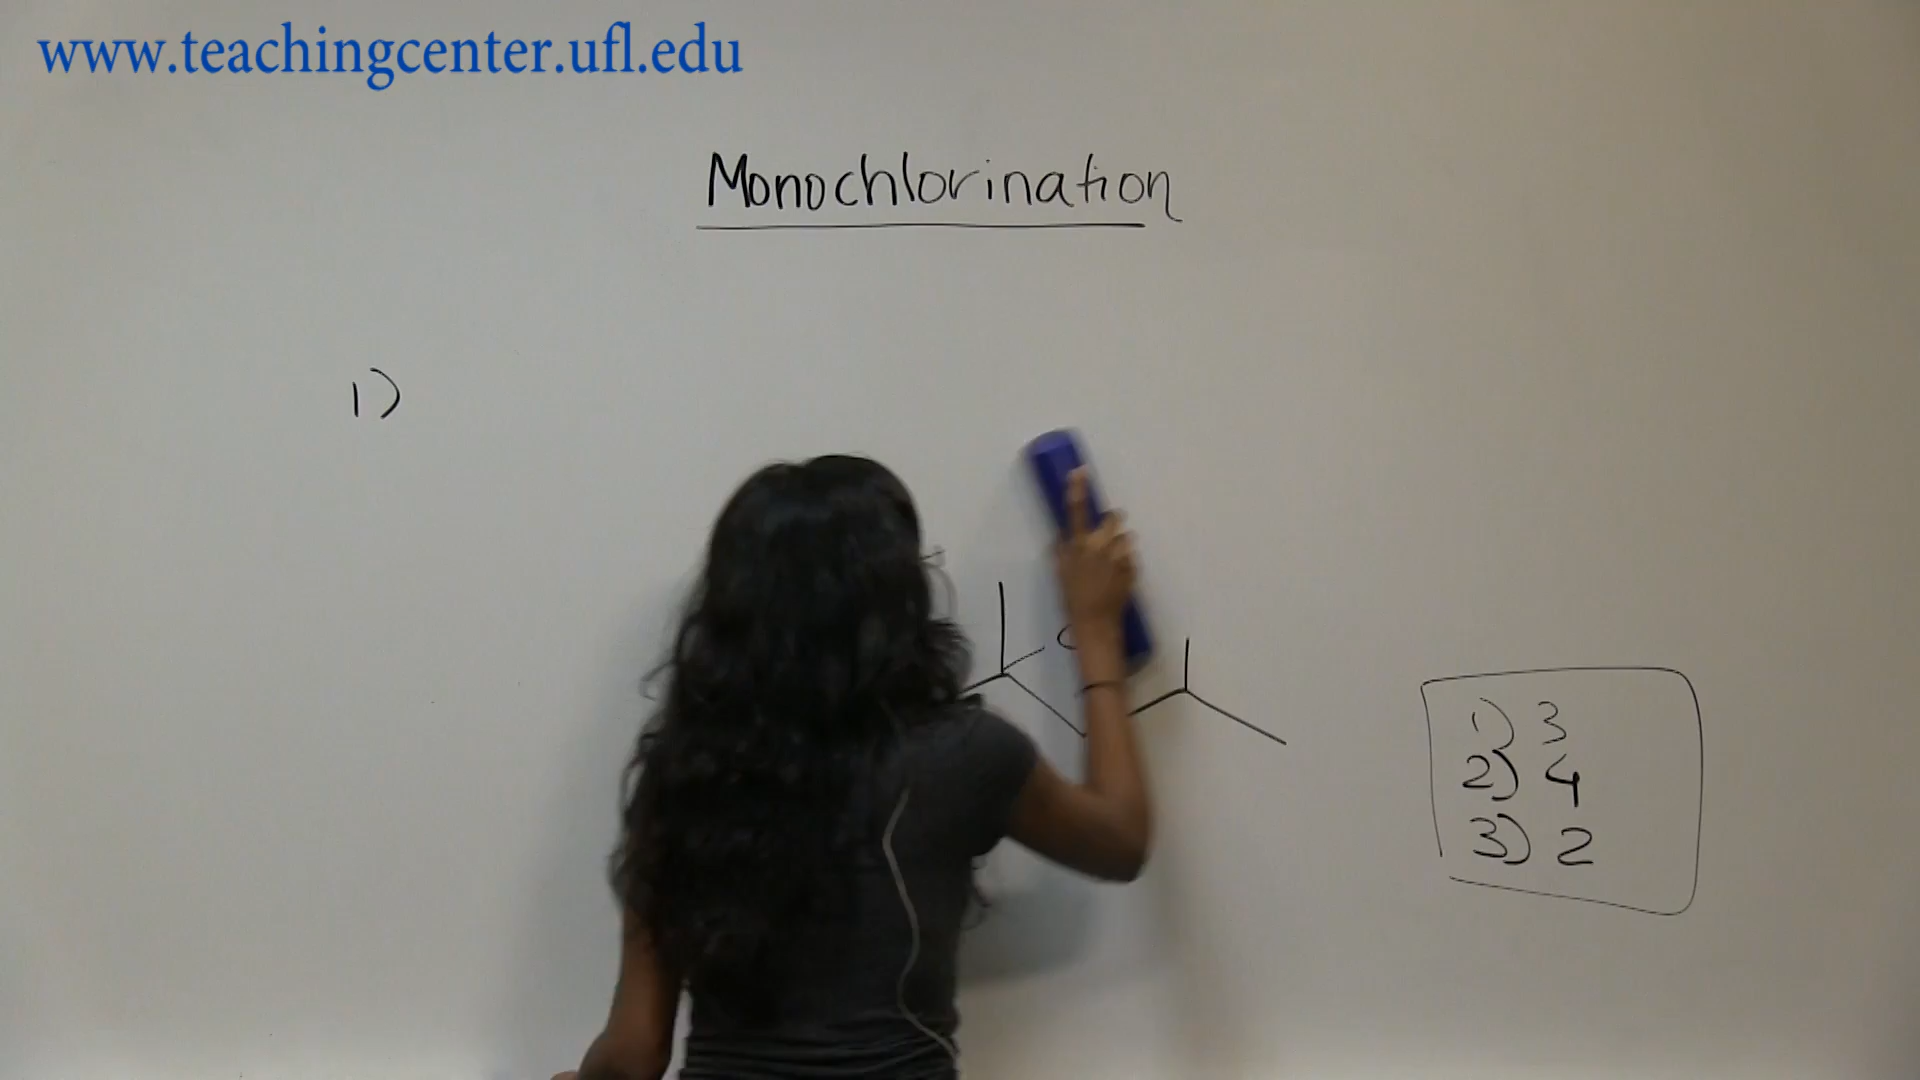 www.teachingcenter.ufl.edu
Monochlorination
1)
1) 3
2) 4
3) 2